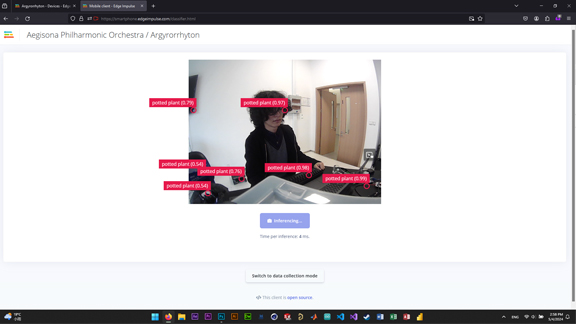 Argyrorrhyton - Devices - Edg
Mobile client - Edge Impulse
https://smartphone.edgeimpulse.com/classifier.html
Aegisona Philharmonic Orchestra / Argyrorrhyton
potted plant (0.79)
potted plant (0.97)
potted plant (0.54)
potted plant (0.76)
potted plant (0.98)
potted plant (0.54)
potted plant (0.99)
Inferencing...
Time per inference: 4 ms.
Switch to data collection mode
This client is open source.
19°C
ENG
2:58 PM
5/4/2024